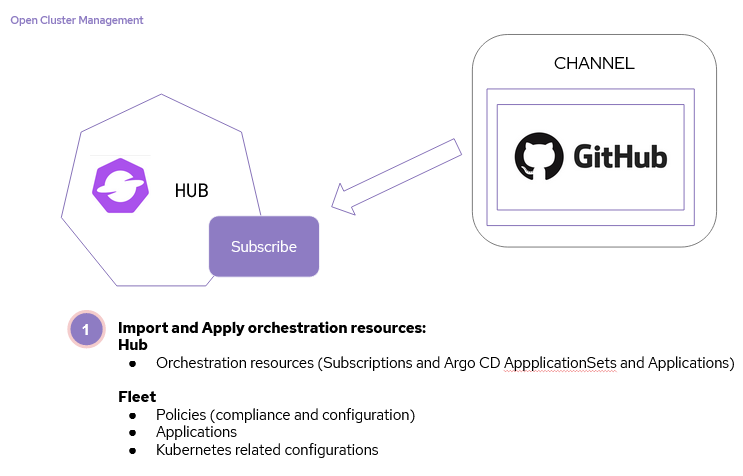 Open Cluster Management
CHANNEL
GitHub
HUB
Subscribe
1
Import and Apply orchestration resources:
Hub
● Orchestration resources (Subscriptions and Argo CD AppplicationSets and Applications)
Fleet
● Policies (compliance and configuration)
● Applications
● Kubernetes related configurations